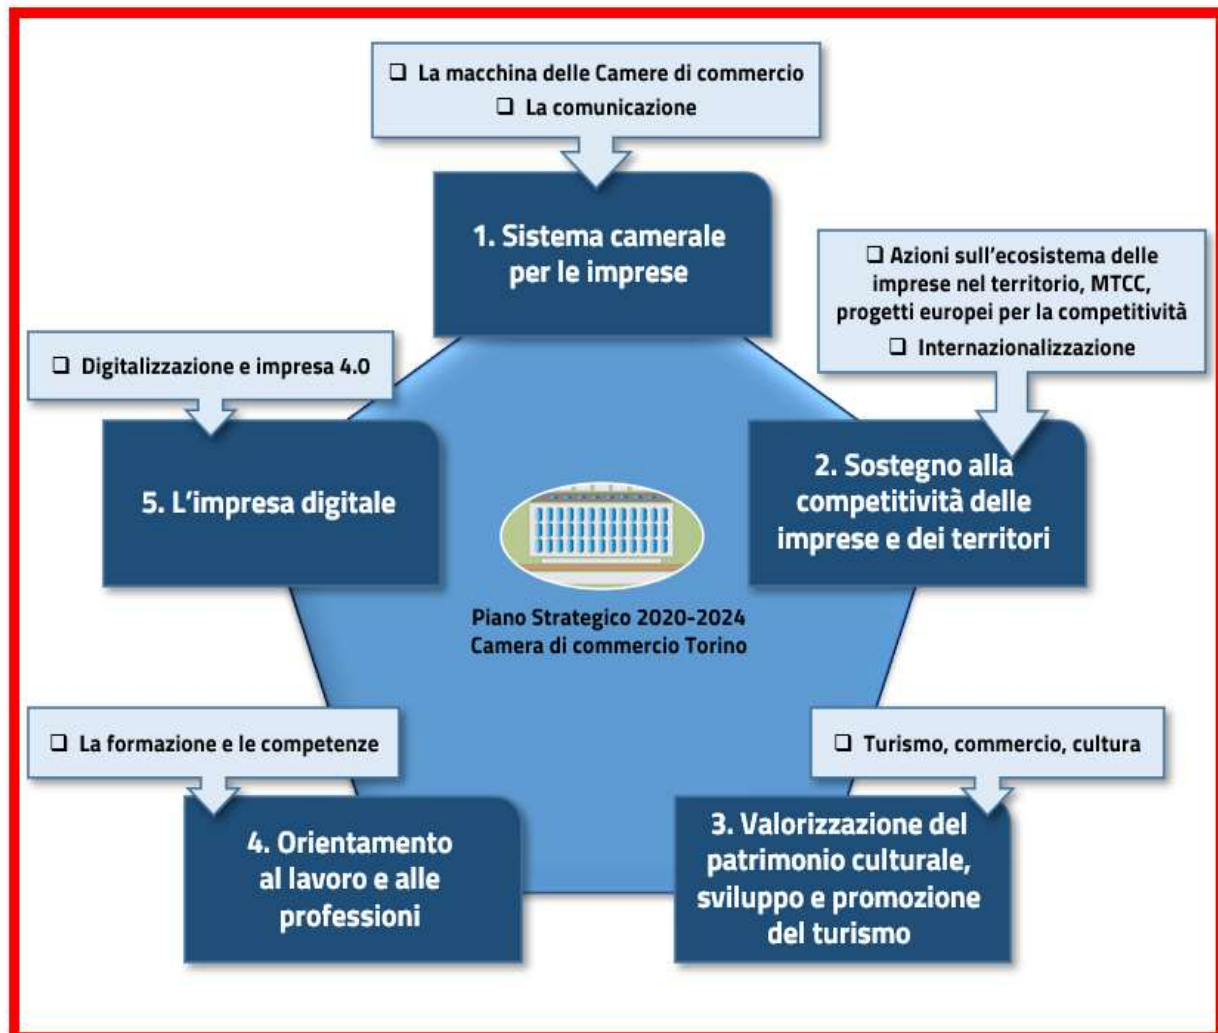 ❑ La macchina delle Camere di commercio
❑ La comunicazione
1. Sistema camerale
per le imprese
❑ Azioni sull'ecosistema delle
imprese nel territorio, MTCC,
progetti europei per la competitività
❑ Internazionalizzazione
2. Sostegno alla
competitività delle
imprese e dei territori
❑ Digitalizzazione e impresa 4.0
5. L'impresa digitale
Piano Strategico 2020-2024
Camera di commercio Torino
❑ La formazione e le competenze
4. Orientamento
al lavoro e alle
professioni
❑ Turismo, commercio, cultura
3. Valorizzazione del
patrimonio culturale,
sviluppo e promozione
del turismo